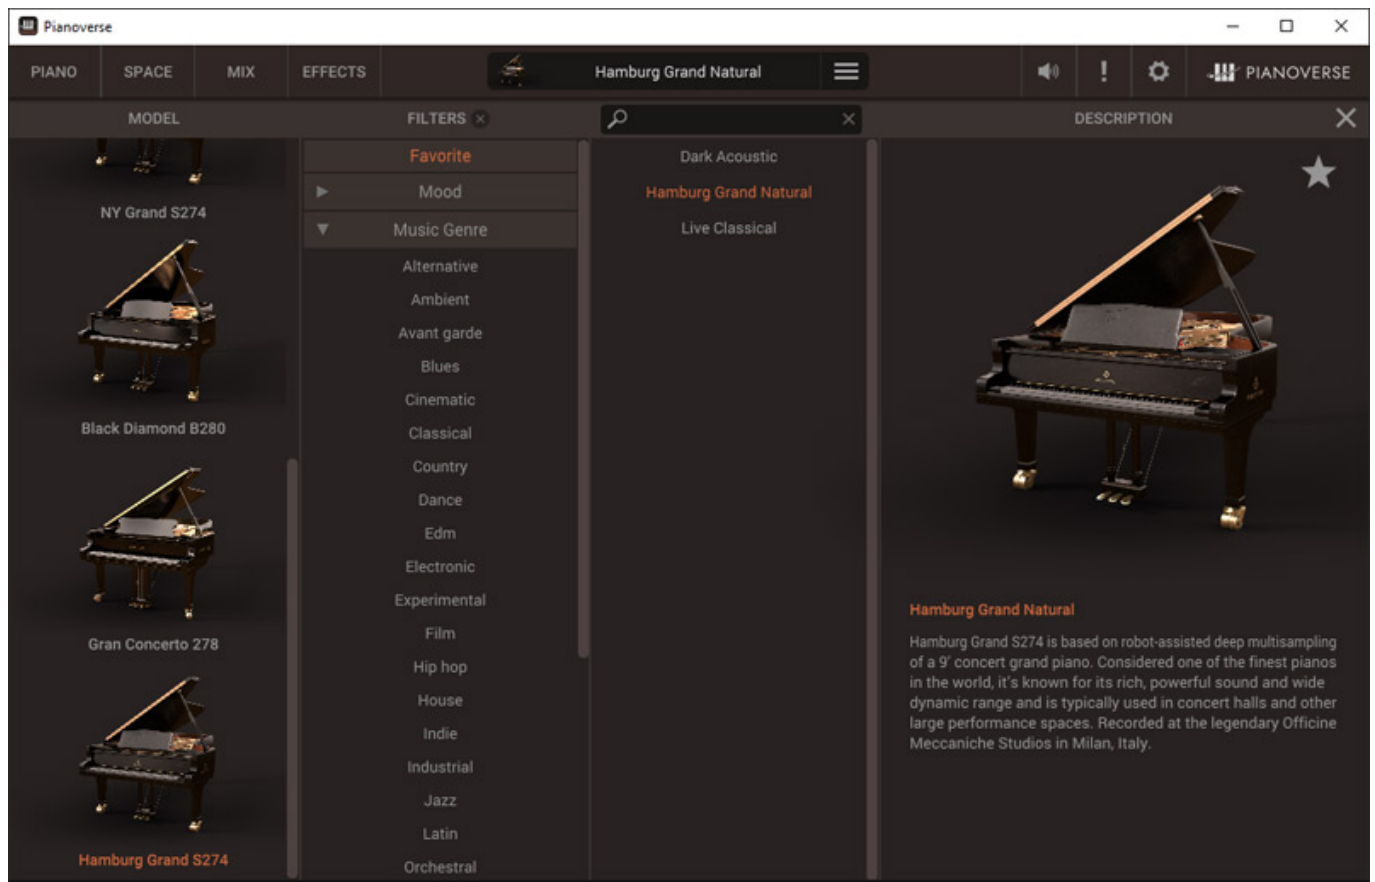 Pianoverse
PIANO
SPACE
MIX
EFFECTS
Hamburg Grand Natural
PIANOVERSE
MODEL
FILTERS
DESCRIPTION
NY Grand S274
Black Diamond B280
Gran Concerto 278
Hamburg Grand S274
Favorite
Mood
Music Genre
Alternative
Ambient
Avant garde
Blues
Cinematic
Classical
Country
Dance
Edm
Electronic
Experimental
Film
Hip hop
House
Indie
Industrial
Jazz
Latin
Orchestral
Dark Acoustic
Hamburg Grand Natural
Live Classical
Hamburg Grand Natural
Hamburg Grand S274 is based on robot-assisted deep multisampling
of a 9' concert grand piano. Considered one of the finest pianos
in the world, it's known for its rich, powerful sound and wide
dynamic range and is typically used in concert halls and other
large performance spaces. Recorded at the legendary Officine
Meccaniche Studios in Milan, Italy.